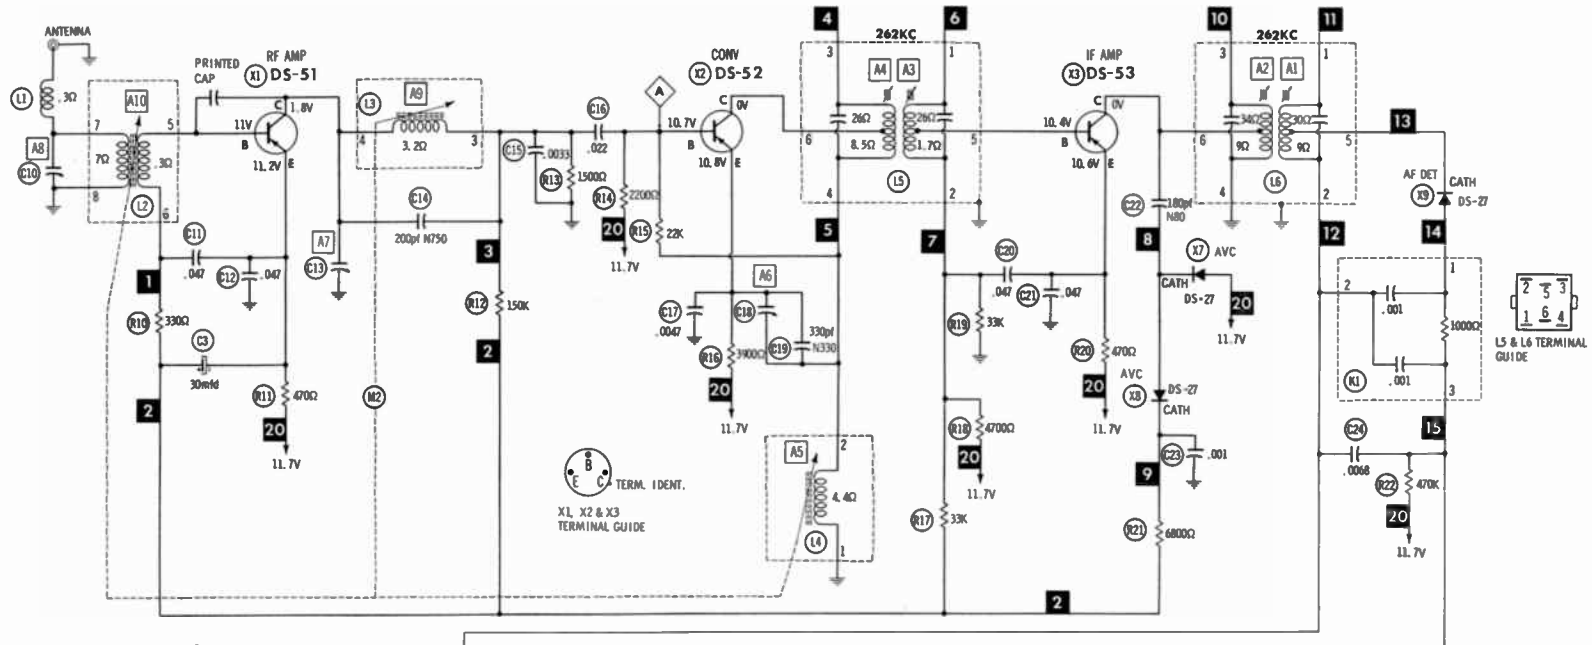 ANTENNA
L1
.3Ω
A8
C10
PRINTED
CAP
RF AMP
X1 DS-51
A10
7
5
7Ω
.3Ω
8
6
L2
C
1.8V
11V
B
11.2V
E
C11
.047
C12
.047
1
R10
330Ω
C3
30mfd
2
R11
470Ω
20
11.7V
A9
L3
4
3
3.2Ω
C14
200pf N750
A7
C13
3
R12
150K
2
M2
C15
.0033
R13
1500Ω
C16
.022
R14
2200Ω
20
11.7V
R15
22K
A
CONV
X2 DS-52
C
0V
10.7V
B
10.8V
E
C17
.0047
A6
C18
C19
330pf
N330
R16
3900Ω
20
11.7V
B
E C
TERM. IDENT.
X1, X2 & X3
TERMINAL GUIDE
A5
2
4.4Ω
L4
1
4
6
262KC
3
1
A4
A3
26Ω
26Ω
6
5
8.5Ω
1.7Ω
L5
4
2
5
7
C20
.047
C21
.047
R19
33K
R18
4700Ω
20
11.7V
R17
33K
IF AMP
X3 DS-53
C
0V
10.4V
B
10.6V
E
R20
470Ω
20
11.7V
C22
180pf
N80
8
X7
AVC
CATH
DS-27
20
11.7V
AVC
X8
DS-27
CATH
C23
.001
9
R21
6800Ω
2
10
11
262KC
3
1
A2
A1
34Ω
30Ω
6
5
9Ω
9Ω
L6
4
2
12
13
AF DET
X9
CATH
DS-27
14
1
2
.001
1000Ω
.001
K1
3
15
C24
.0068
R22
470K
20
11.7V
2 5 3
1 6 4
L5 & L6 TERMINAL
GUIDE